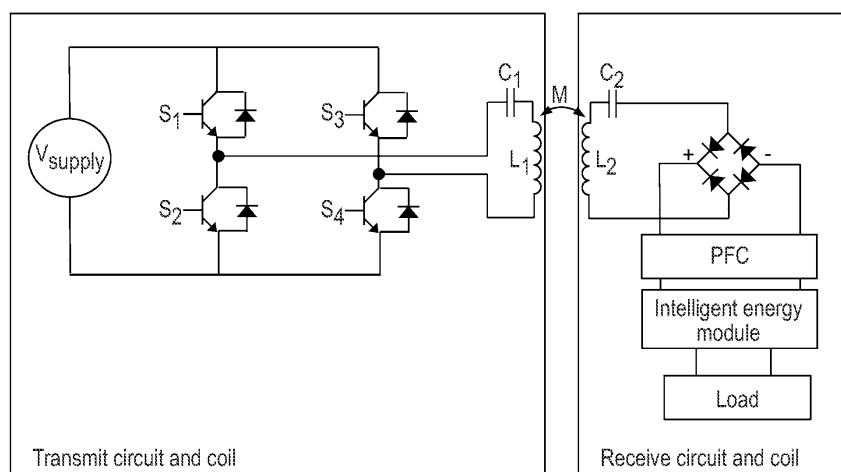 C1
C2
M
S1
S3
Vsupply
L1
L2
+
-
S2
S4
PFC
Intelligent energy
module
Load
Transmit circuit and coil
Receive circuit and coil